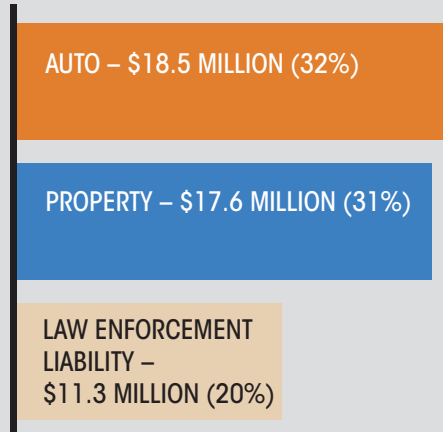 AUTO – $18.5 MILLION (32%)
PROPERTY – $17.6 MILLION (31%)
LAW ENFORCEMENT
LIABILITY –
$11.3 MILLION (20%)